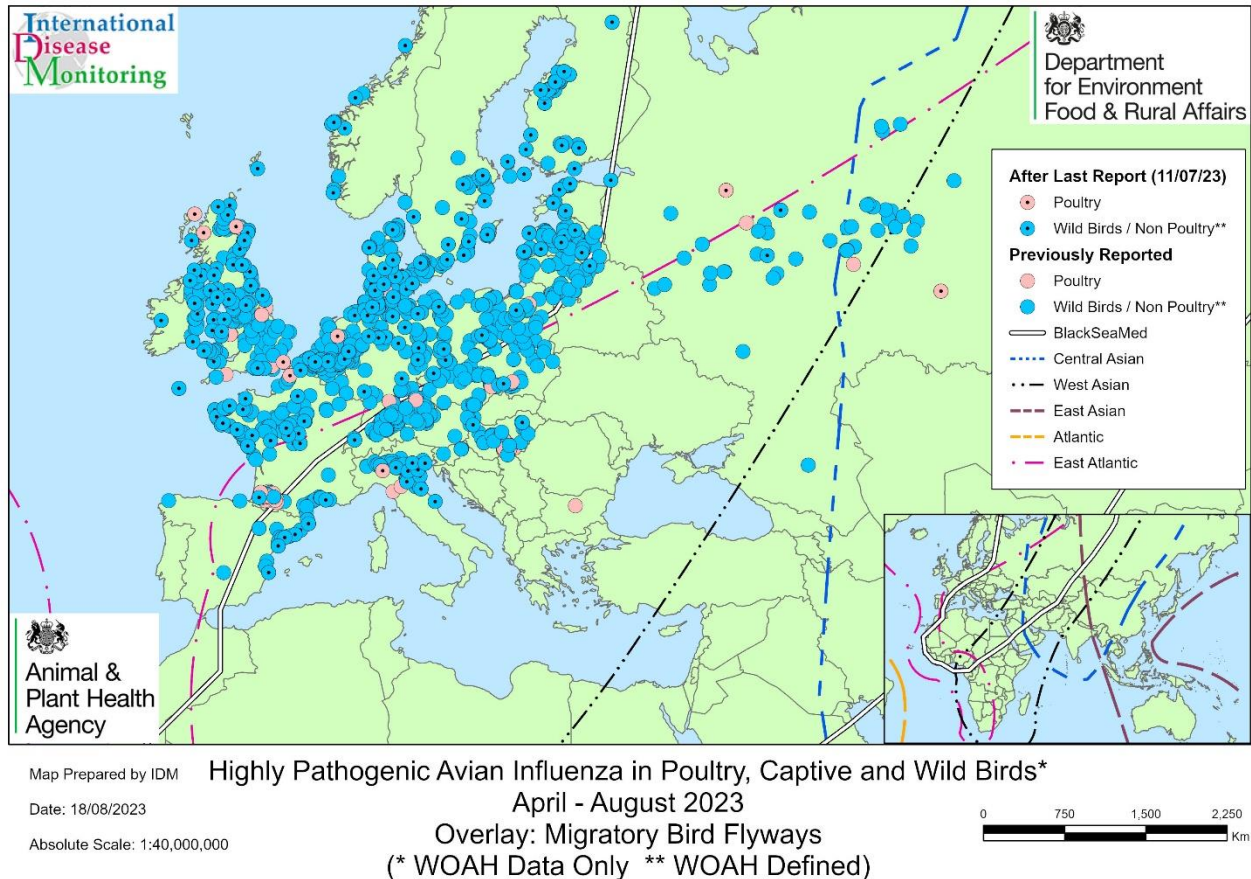 International
Disease
Monitoring
Department
for Environment
Food & Rural Affairs
After Last Report (11/07/23)
Poultry
Wild Birds / Non Poultry**
Previously Reported
Poultry
Wild Birds / Non Poultry**
BlackSeaMed
Central Asian
West Asian
East Asian
Atlantic
East Atlantic
Animal &
Plant Health
Agency
Map Prepared by IDM
Date: 18/08/2023
Absolute Scale: 1:40,000,000
Highly Pathogenic Avian Influenza in Poultry, Captive and Wild Birds*
April - August 2023
Overlay: Migratory Bird Flyways
(* WOAH Data Only ** WOAH Defined)
0 750 1,500 2,250
Km